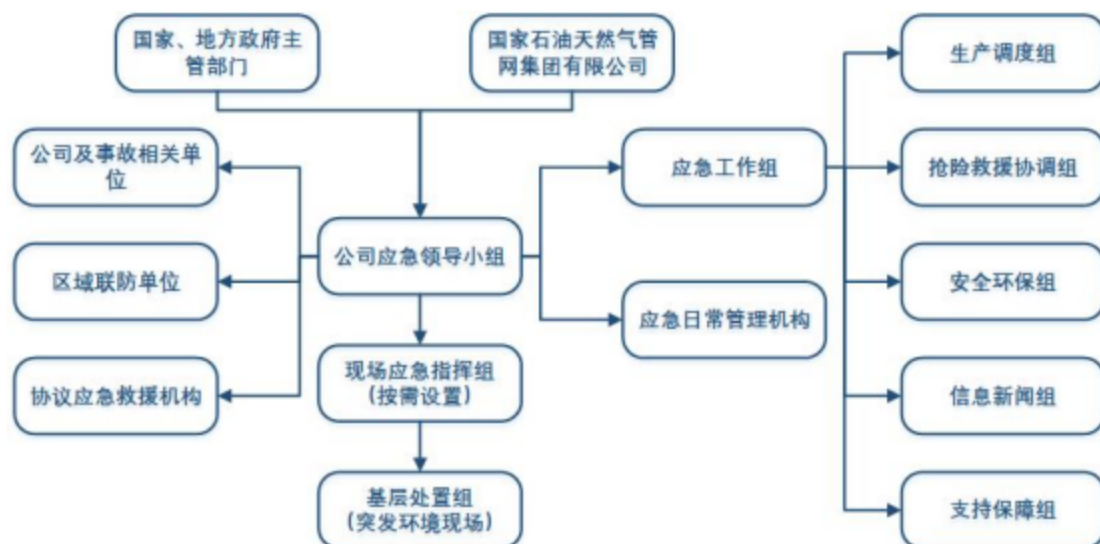 国家、地方政府主
管部门
国家石油天然气管
网集团有限公司
生产调度组
公司及事故相关单
位
应急工作组
抢险救援协调组
公司应急领导小组
区域联防单位
安全环保组
应急日常管理机构
现场应急指挥组
(按需设置)
协议应急救援机构
信息新闻组
基层处置组
(突发环境现场)
支持保障组